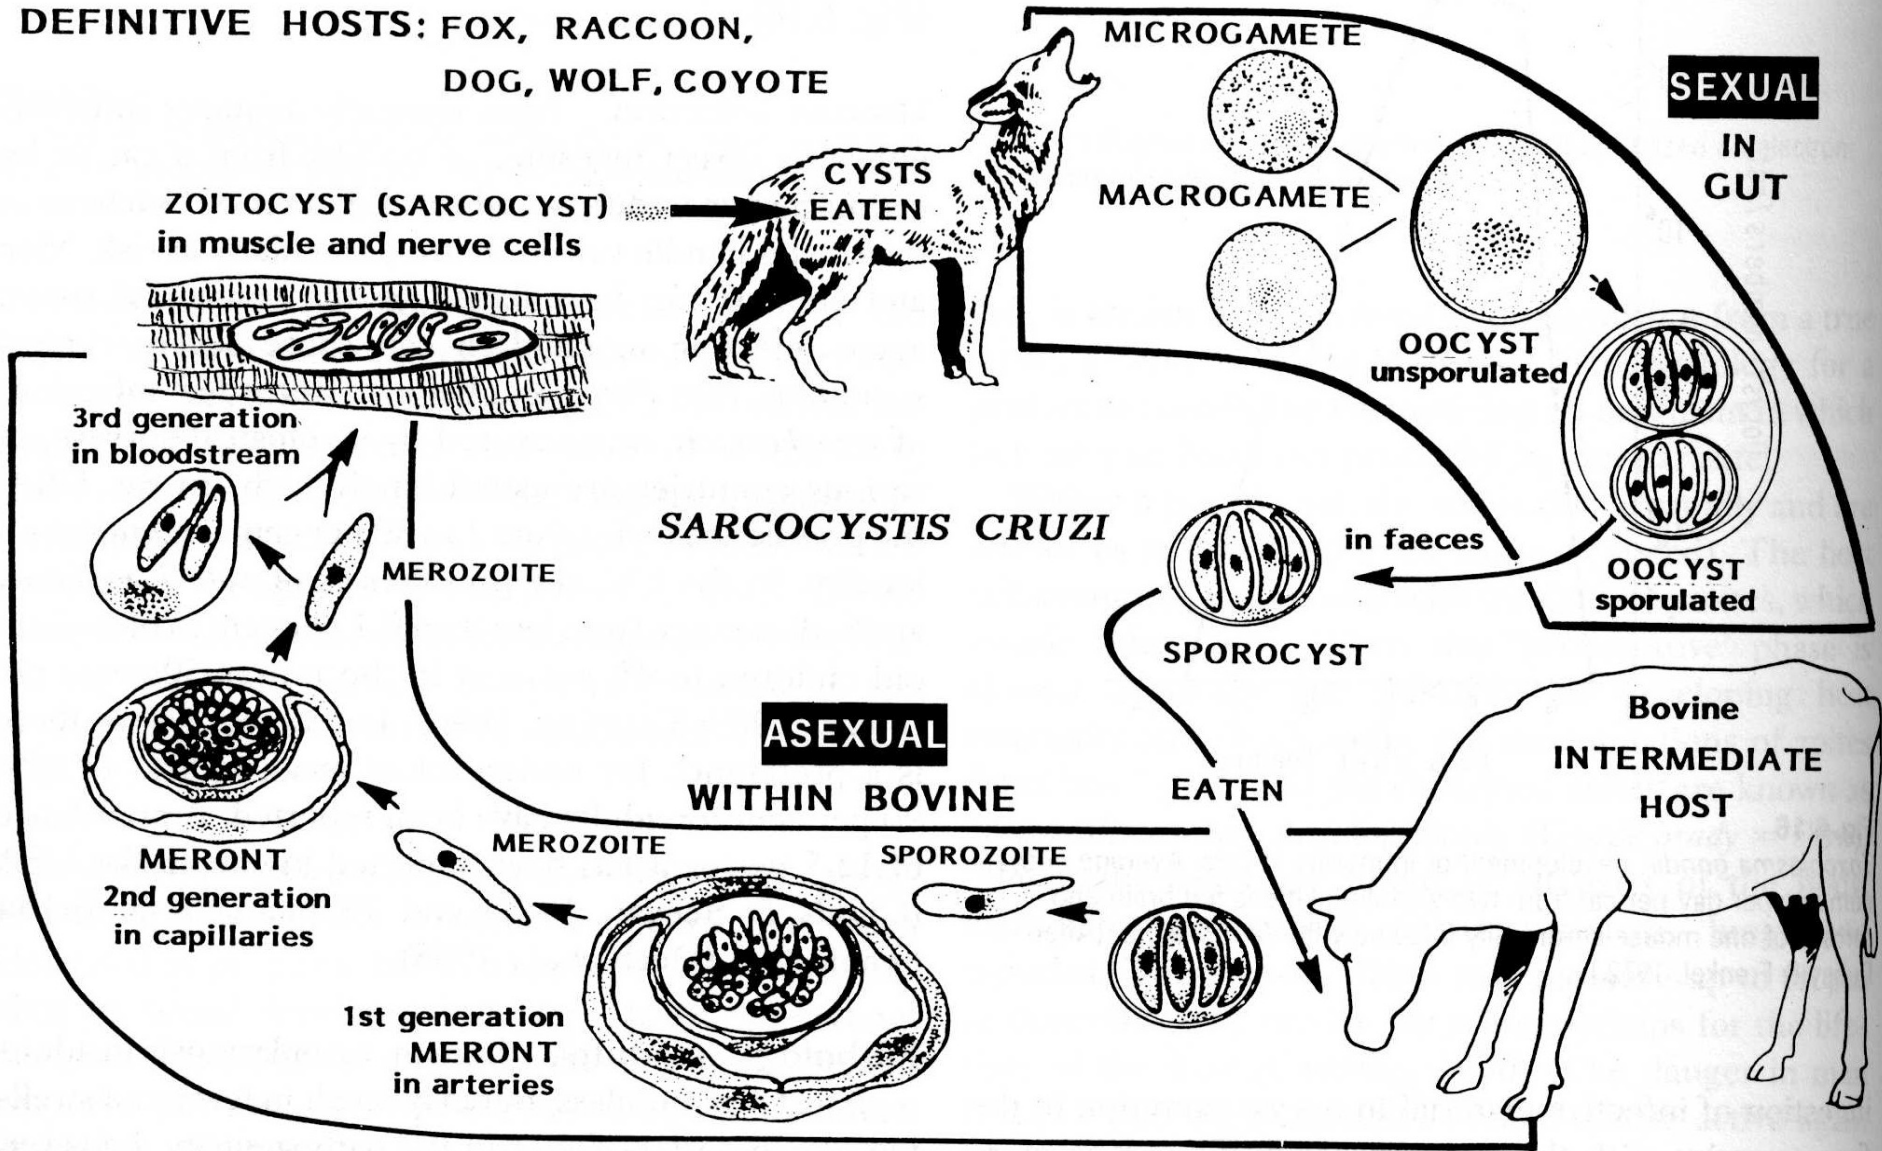 DEFINITIVE HOSTS: FOX, RACCOON,
DOG, WOLF, COYOTE
MICROGAMETE
SEXUAL
IN
GUT
CYSTS
EATEN
MACROGAMETE
ZOITOCYST (SARCOCYST)
in muscle and nerve cells
OOCYST
unsporulated
3rd generation
in bloodstream
SARCOCYSTIS CRUZI
in faeces
MEROZOITE
OOCYST
sporulated
SPOROCYST
Bovine
INTERMEDIATE
HOST
ASEXUAL
WITHIN BOVINE
EATEN
MEROZOITE
SPOROZOITE
MERONT
2nd generation
in capillaries
1st generation
MERONT
in arteries